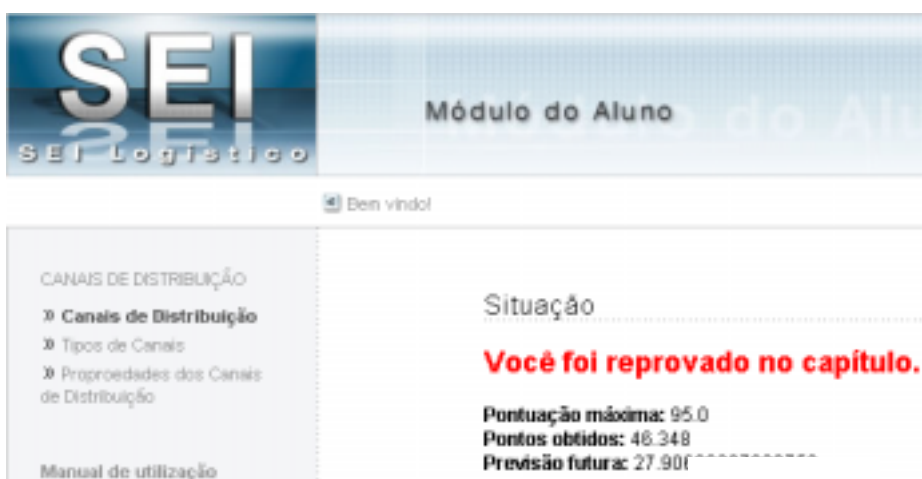 SEI
SEI Logístico
Módulo do Aluno
Bem vindo!
CANAIS DE DISTRIBUIÇÃO
» Canais de Distribuição
» Tipos de Canais
» Proproedades dos Canais
de Distribuição
Manual de utilização
Situação
Você foi reprovado no capítulo.
Pontuação máxima: 95.0
Pontos obtidos: 46.348
Previsão futura: